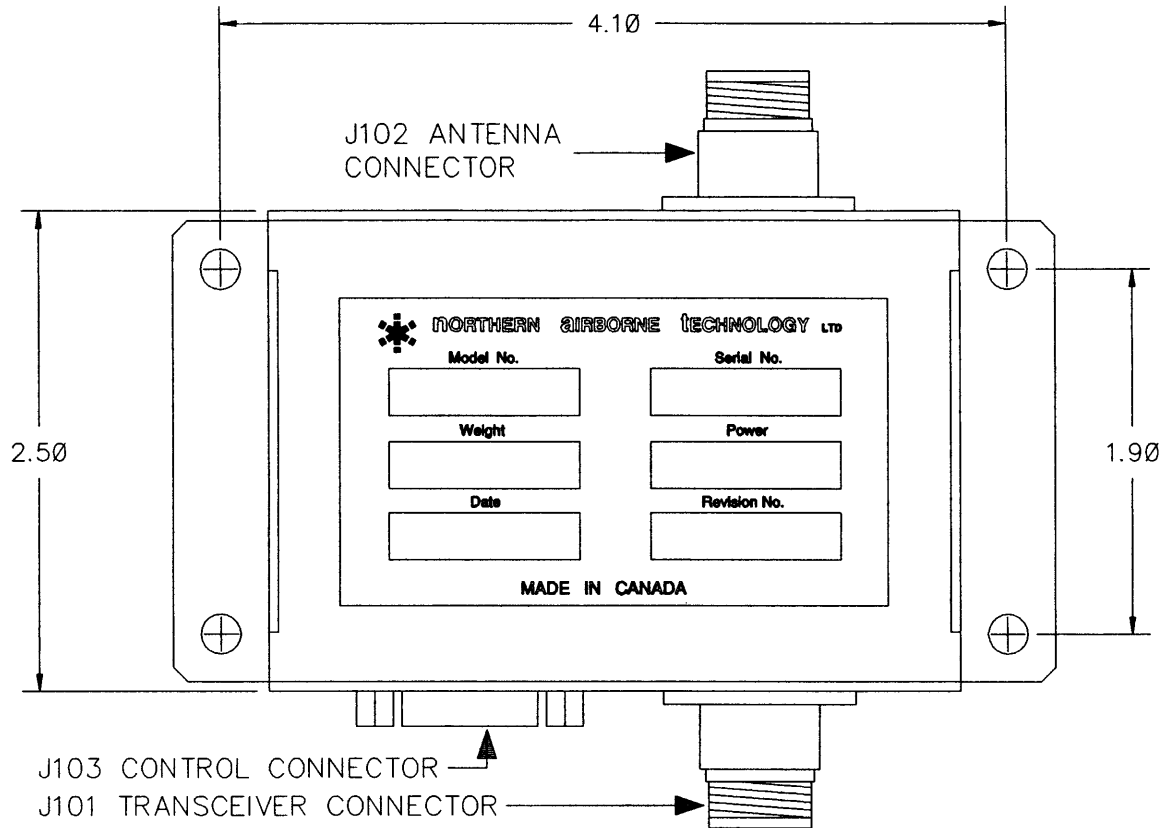 4.10
J102 ANTENNA
CONNECTOR
NORTHERN AIRBORNE TECHNOLOGY LTD
Model No. Serial No.
2.50
Weight Power
1.90
Date Revision No.
MADE IN CANADA
J103 CONTROL CONNECTOR
J101 TRANSCEIVER CONNECTOR